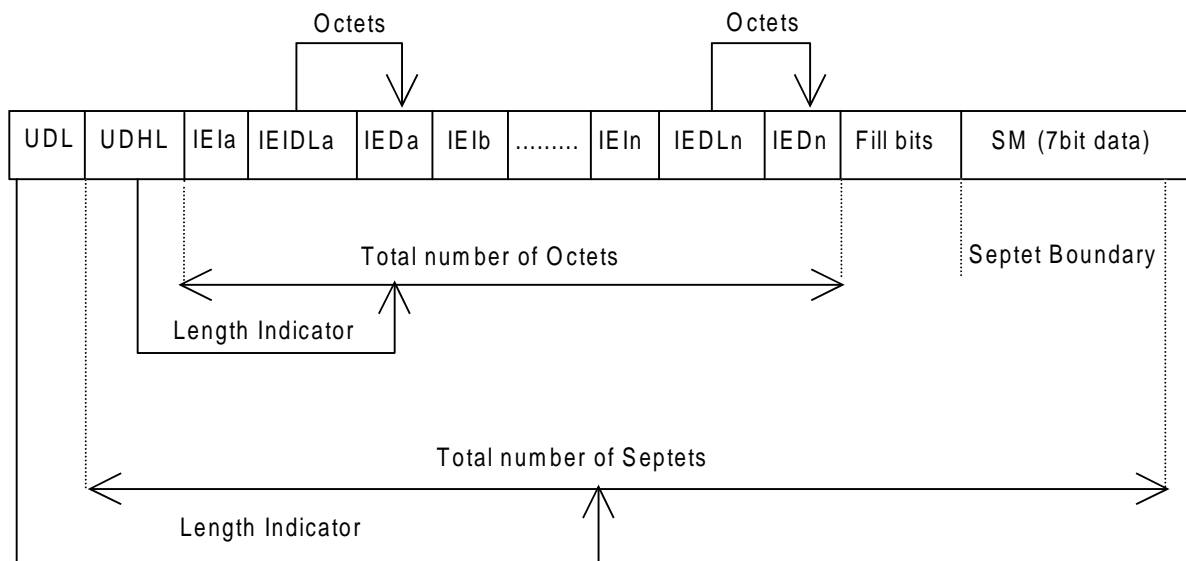 Octets Octets
UDL UDHL IEIa IEIDLa IEDa IEIb ......... IEIn IEDLn IEDn Fill bits SM (7bit data)
Total number of Octets
Septet Boundary
Length Indicator
Total number of Septets
Length Indicator